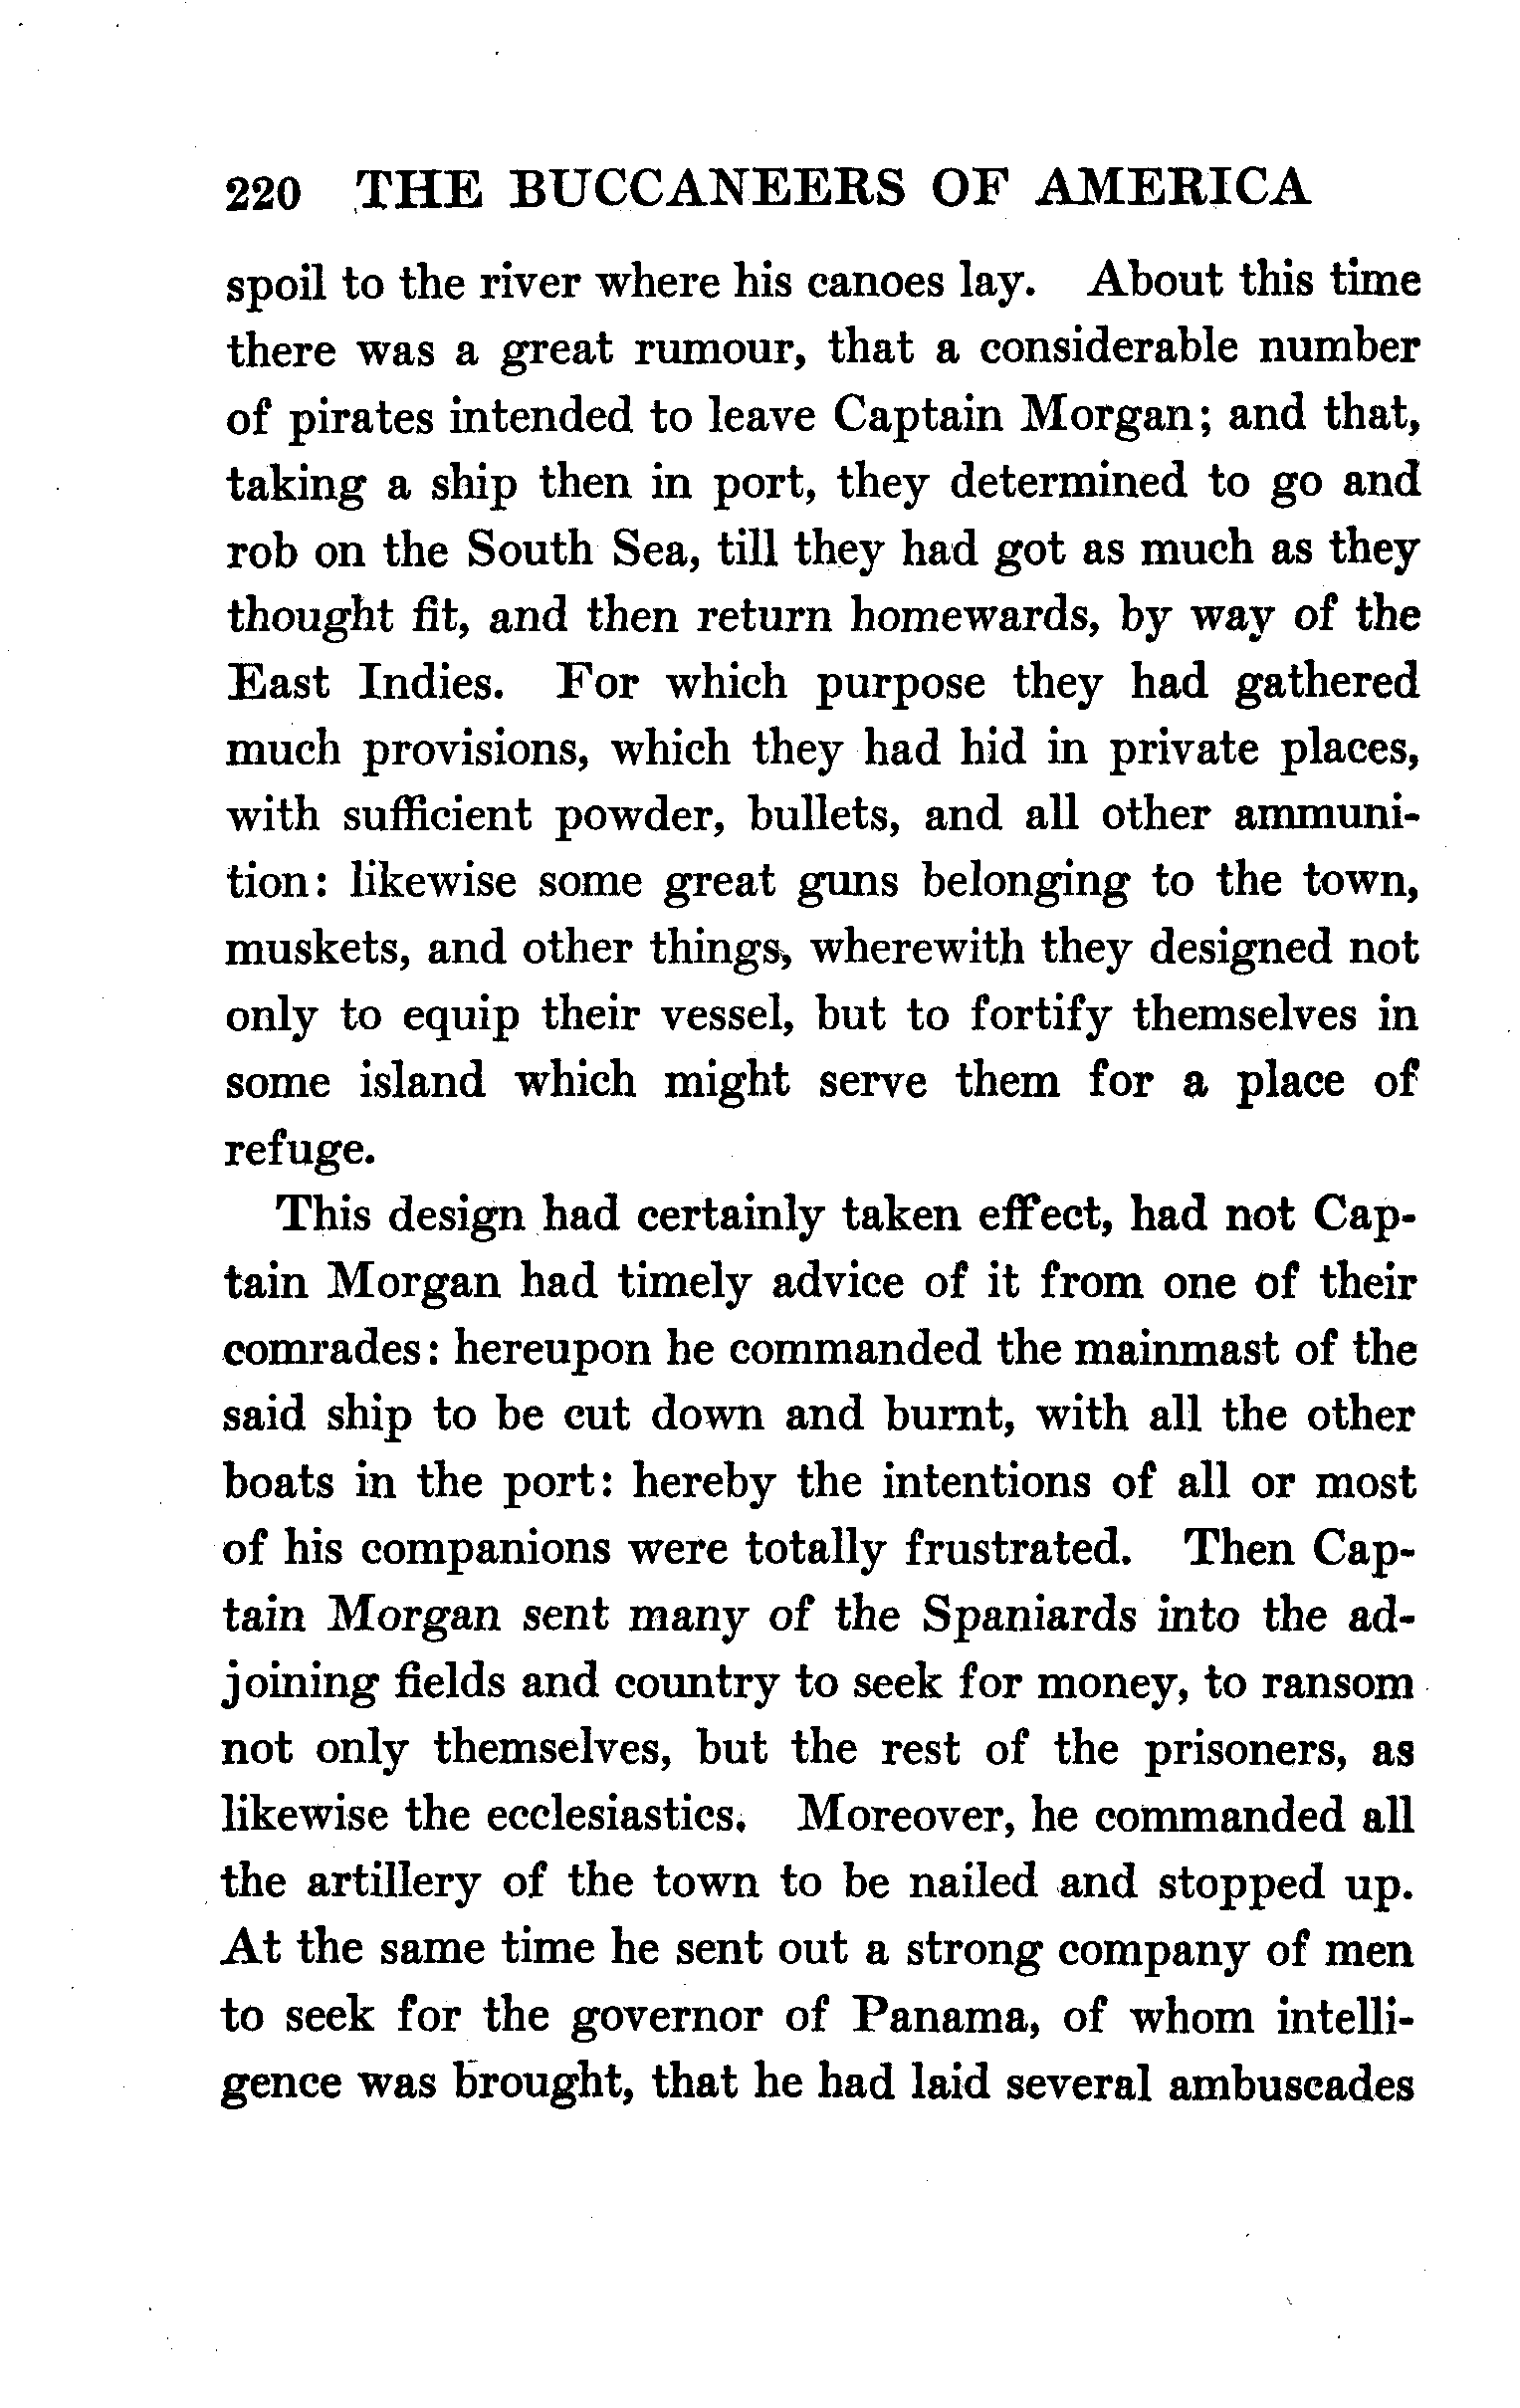 220 THE BUCCANEERS OF AMERICA
spoil to the river where his canoes lay. About this time
there was a great rumour, that a considerable number
of pirates intended to leave Captain Morgan; and that,
taking a ship then in port, they determined to go and
rob on the South Sea, till they had got as much as they
thought fit, and then return homewards, by way of the
East Indies. For which purpose they had gathered
much provisions, which they had hid in private places,
with sufficient powder, bullets, and all other ammuni-
tion: likewise some great guns belonging to the town,
muskets, and other things, wherewith they designed not
only to equip their vessel, but to fortify themselves in
some island which might serve them for a place of
refuge.
This design had certainly taken effect, had not Cap-
tain Morgan had timely advice of it from one of their
comrades: hereupon he commanded the mainmast of the
said ship to be cut down and burnt, with all the other
boats in the port: hereby the intentions of all or most
of his companions were totally frustrated. Then Cap-
tain Morgan sent many of the Spaniards into the ad-
joining fields and country to seek for money, to ransom
not only themselves, but the rest of the prisoners, as
likewise the ecclesiastics. Moreover, he commanded all
the artillery of the town to be nailed and stopped up.
At the same time he sent out a strong company of men
to seek for the governor of Panama, of whom intelli-
gence was brought, that he had laid several ambuscades